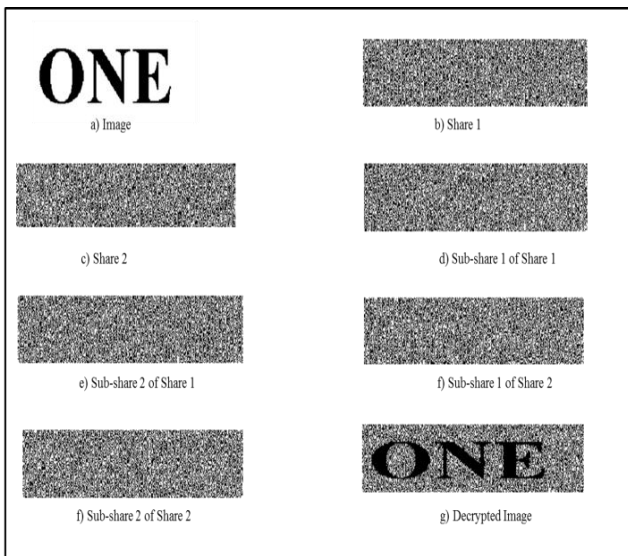 ONE
a) Image
b) Share 1
c) Share 2
d) Sub-share 1 of Share 1
e) Sub-share 2 of Share 1
f) Sub-share 1 of Share 2
f) Sub-share 2 of Share 2
ONE
g) Decrypted Image